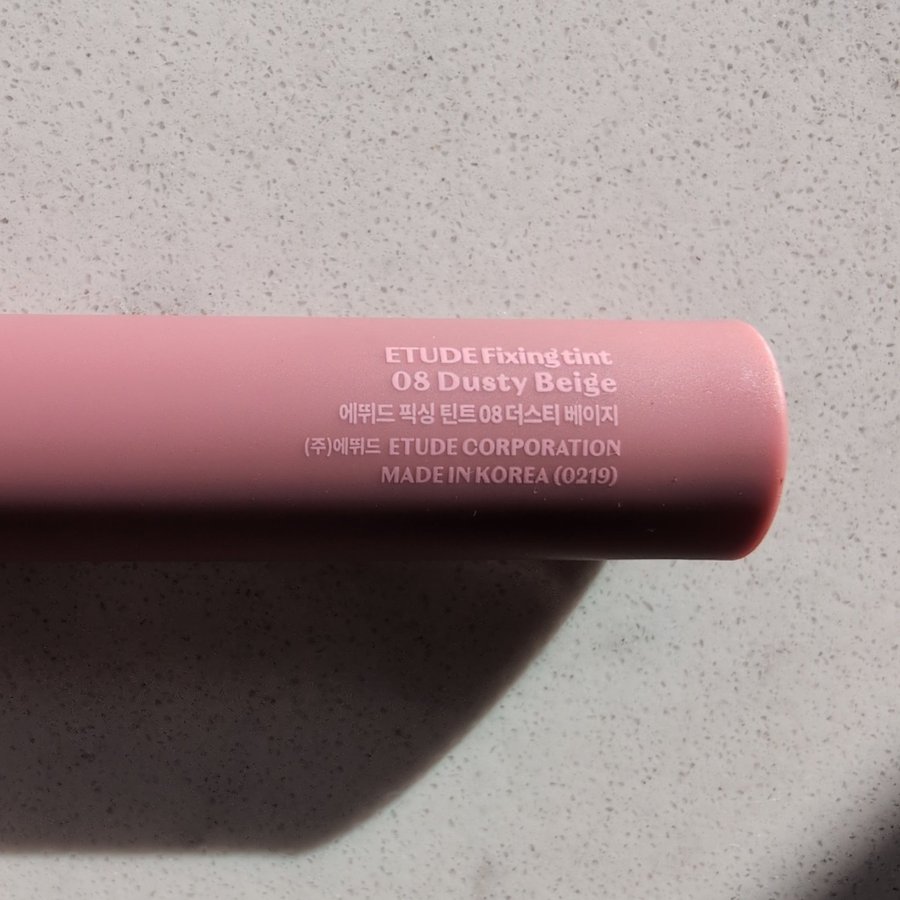 ETUDE Fixing tint
08 Dusty Beige
에뛰드 픽싱 틴트 08 더스티 베이지
(주)에뛰드 ETUDE CORPORATION
MADE IN KOREA (0219)